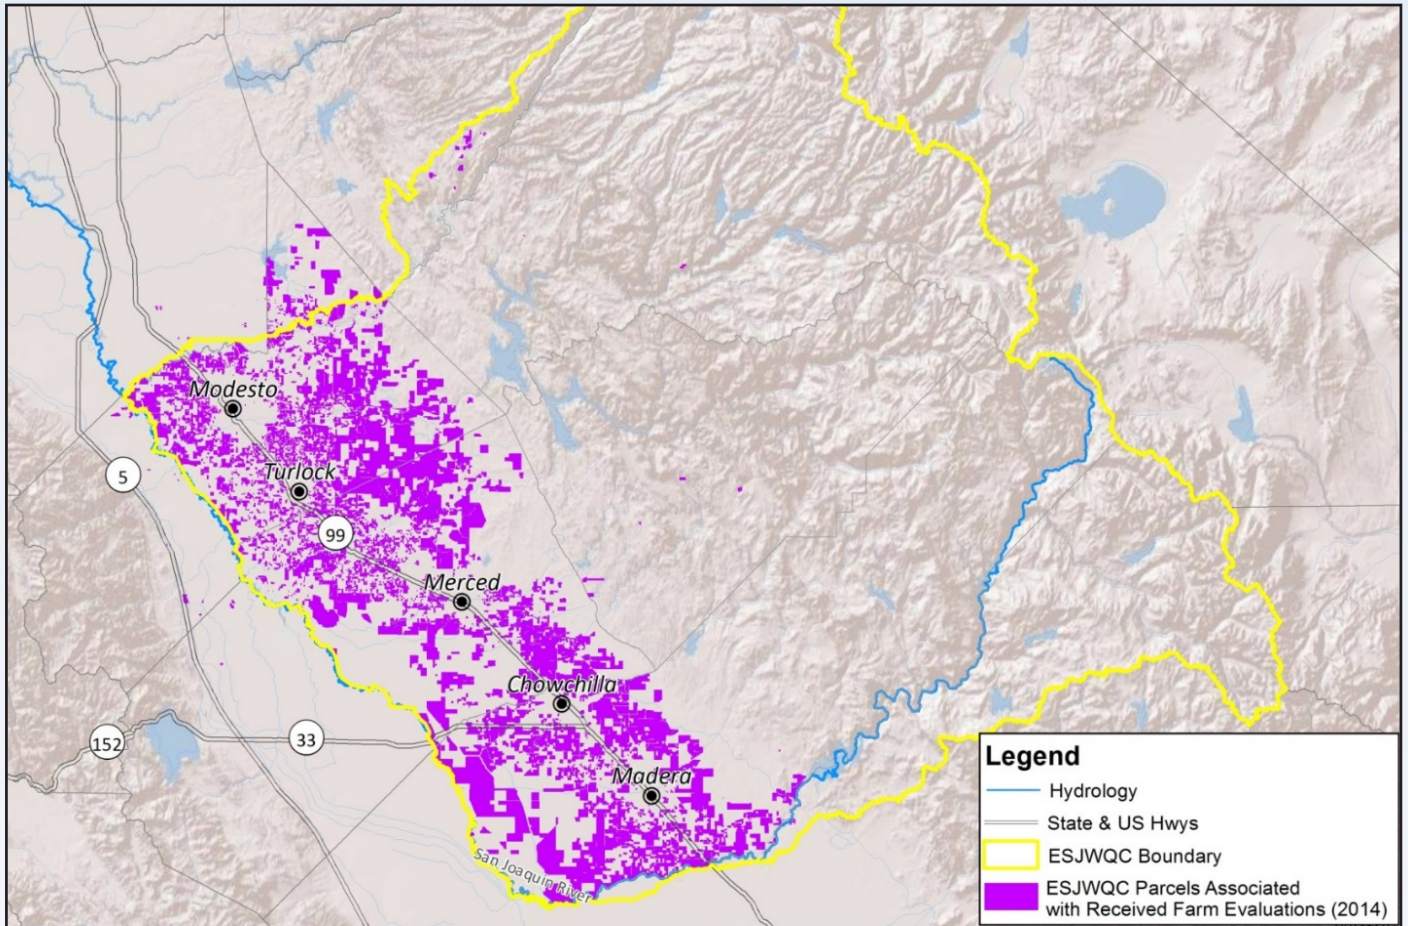 Modesto
5
Turlock
99
Merced
Chowchilla
152
33
Madera
San Joaquin River
Legend
Hydrology
State & US Hwys
ESJWQC Boundary
ESJWQC Parcels Associated
with Received Farm Evaluations (2014)